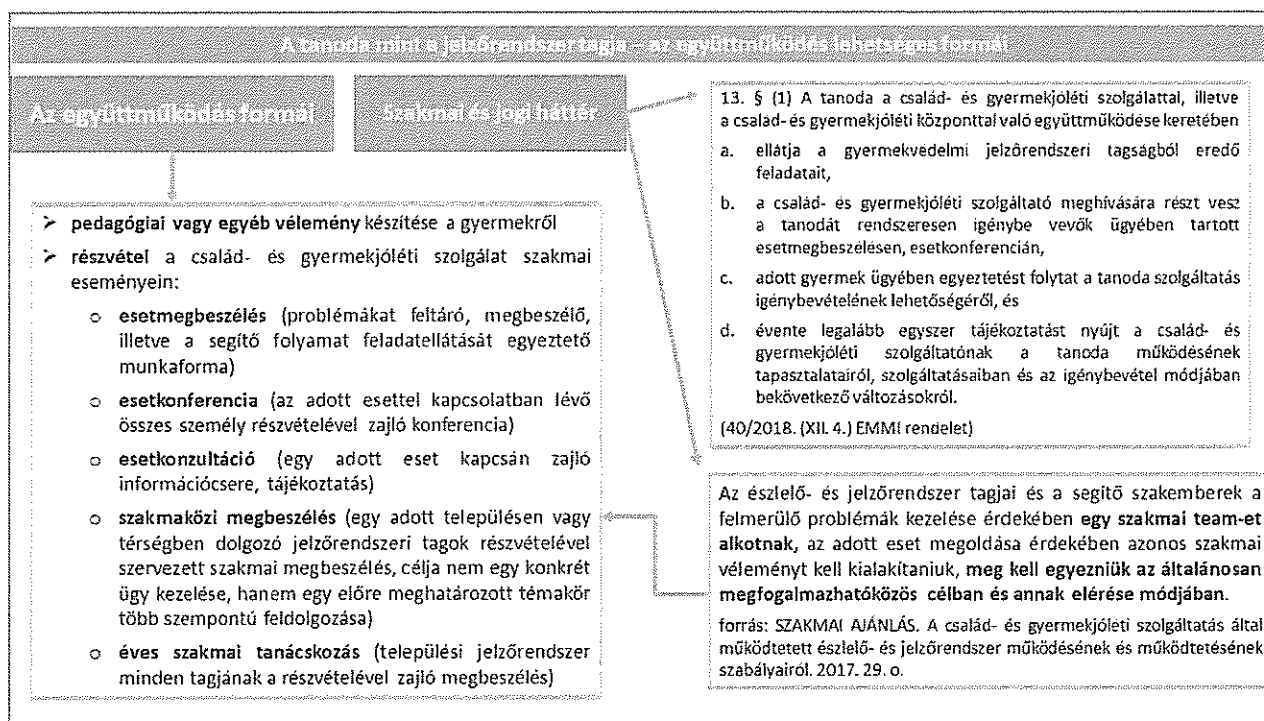 A tanoda mint a jelzőrendszer tagja – az együttműködés lehetséges formái
Az együttműködés formái
Szakmai és jogi háttér
➢ pedagógiai vagy egyéb vélemény készítése a gyermekről
➢ részvétel a család- és gyermekjóléti szolgálat szakmai
eseményein:
o esetmegbeszélés (problémákat feltáró, megbeszélő,
illetve a segítő folyamat feladatellátását egyeztető
munkaforma)
o esetkonferencia (az adott esettel kapcsolatban lévő
összes személy részvételével zajló konferencia)
o esetkonzultáció (egy adott eset kapcsán zajló
információcsere, tájékoztatás)
o szakmaközi megbeszélés (egy adott településen vagy
térségben dolgozó jelzőrendszeri tagok részvételével
szervezett szakmai megbeszélés, célja nem egy konkrét
ügy kezelése, hanem egy előre meghatározott témakör
több szempontú feldolgozása)
o éves szakmai tanácskozás (települési jelzőrendszer
minden tagjának a részvételével zajló megbeszélés)
13. § (1) A tanoda a család- és gyermekjóléti szolgálattal, illetve
a család- és gyermekjóléti központtal való együttműködése keretében
a. ellátja a gyermekvédelmi jelzőrendszeri tagságból eredő
feladatait,
b. a család- és gyermekjóléti szolgáltató meghívására részt vesz
a tanodát rendszeresen igénybe vevők ügyében tartott
esetmegbeszélésen, esetkonferencián,
c. adott gyermek ügyében egyeztetést folytat a tanoda szolgáltatás
igénybevételének lehetőségéről, és
d. évente legalább egyszer tájékoztatást nyújt a család- és
gyermekjóléti szolgáltatónak a tanoda működésének
tapasztalatairól, szolgáltatásaiban és az igénybevétel módjában
bekövetkező változásokról.
(40/2018. (XII. 4.) EMMI rendelet)
Az észlelő- és jelzőrendszer tagjai és a segítő szakemberek a
felmerülő problémák kezelése érdekében egy szakmai team-et
alkotnak, az adott eset megoldása érdekében azonos szakmai
véleményt kell kialakítaniuk, meg kell egyezniük az általánosan
megfogalmazhatóközös célban és annak elérése módjában.
forrás: SZAKMAI AJÁNLÁS. A család- és gyermekjóleti szolgáltatás által
működtetett észlelő- és jelzőrendszer működésének és működtetésének
szabályairól. 2017. 29. o.